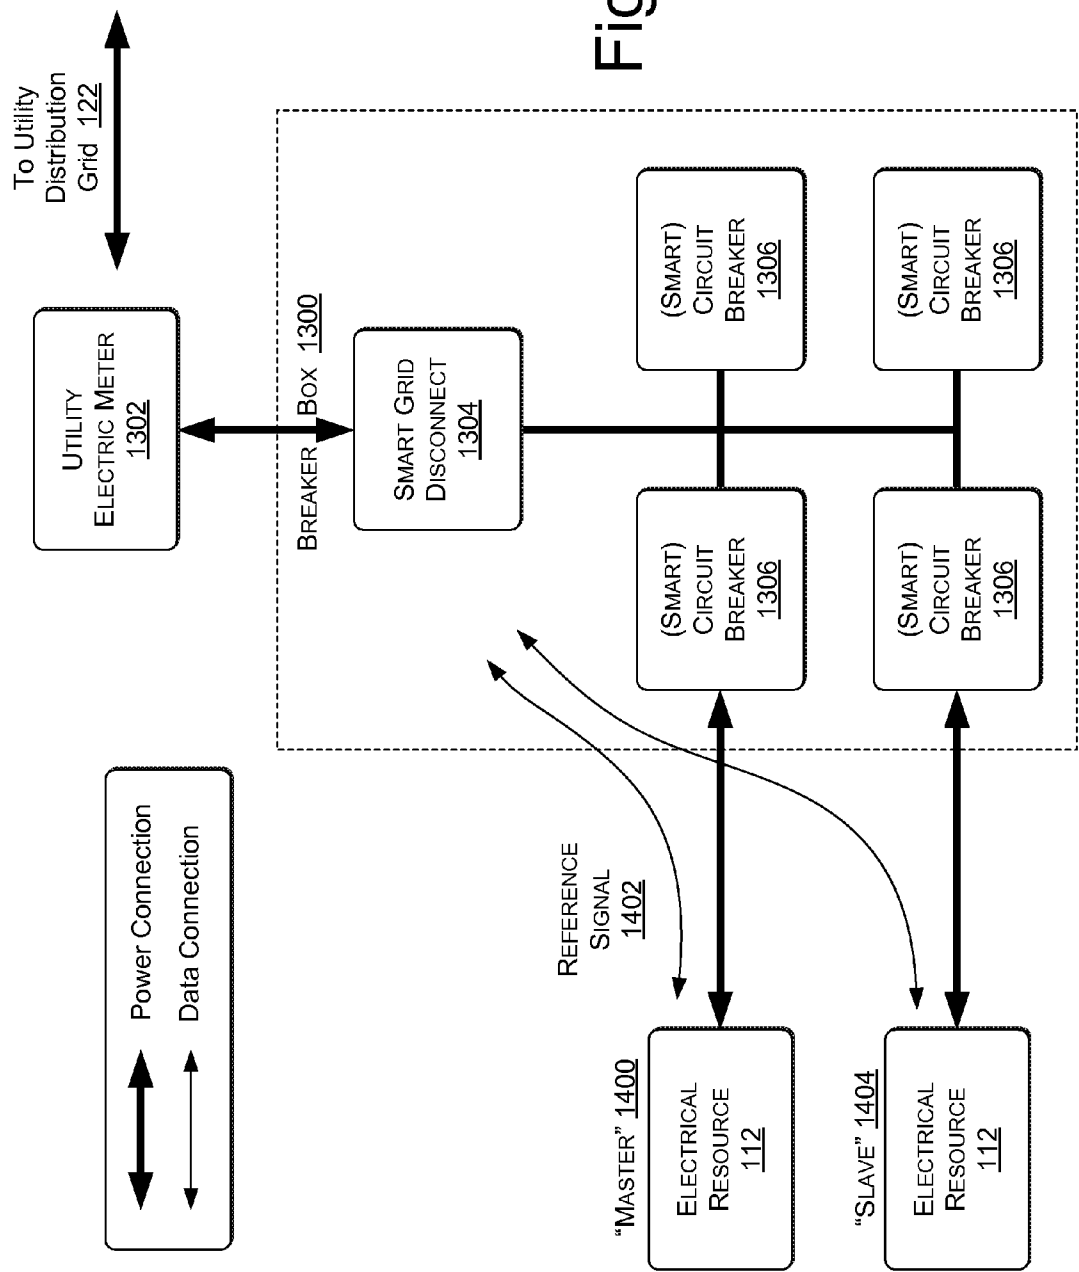 To Utility
Distribution
Grid 122
UTILITY
ELECTRIC METER
1302
BREAKER BOX 1300
SMART GRID
DISCONNECT
1304
(SMART)
CIRCUIT
BREAKER
1306
(SMART)
CIRCUIT
BREAKER
1306
(SMART)
CIRCUIT
BREAKER
1306
(SMART)
CIRCUIT
BREAKER
1306
Power Connection
Data Connection
REFERENCE
SIGNAL
1402
"MASTER" 1400
ELECTRICAL
RESOURCE
112
"SLAVE" 1404
ELECTRICAL
RESOURCE
112